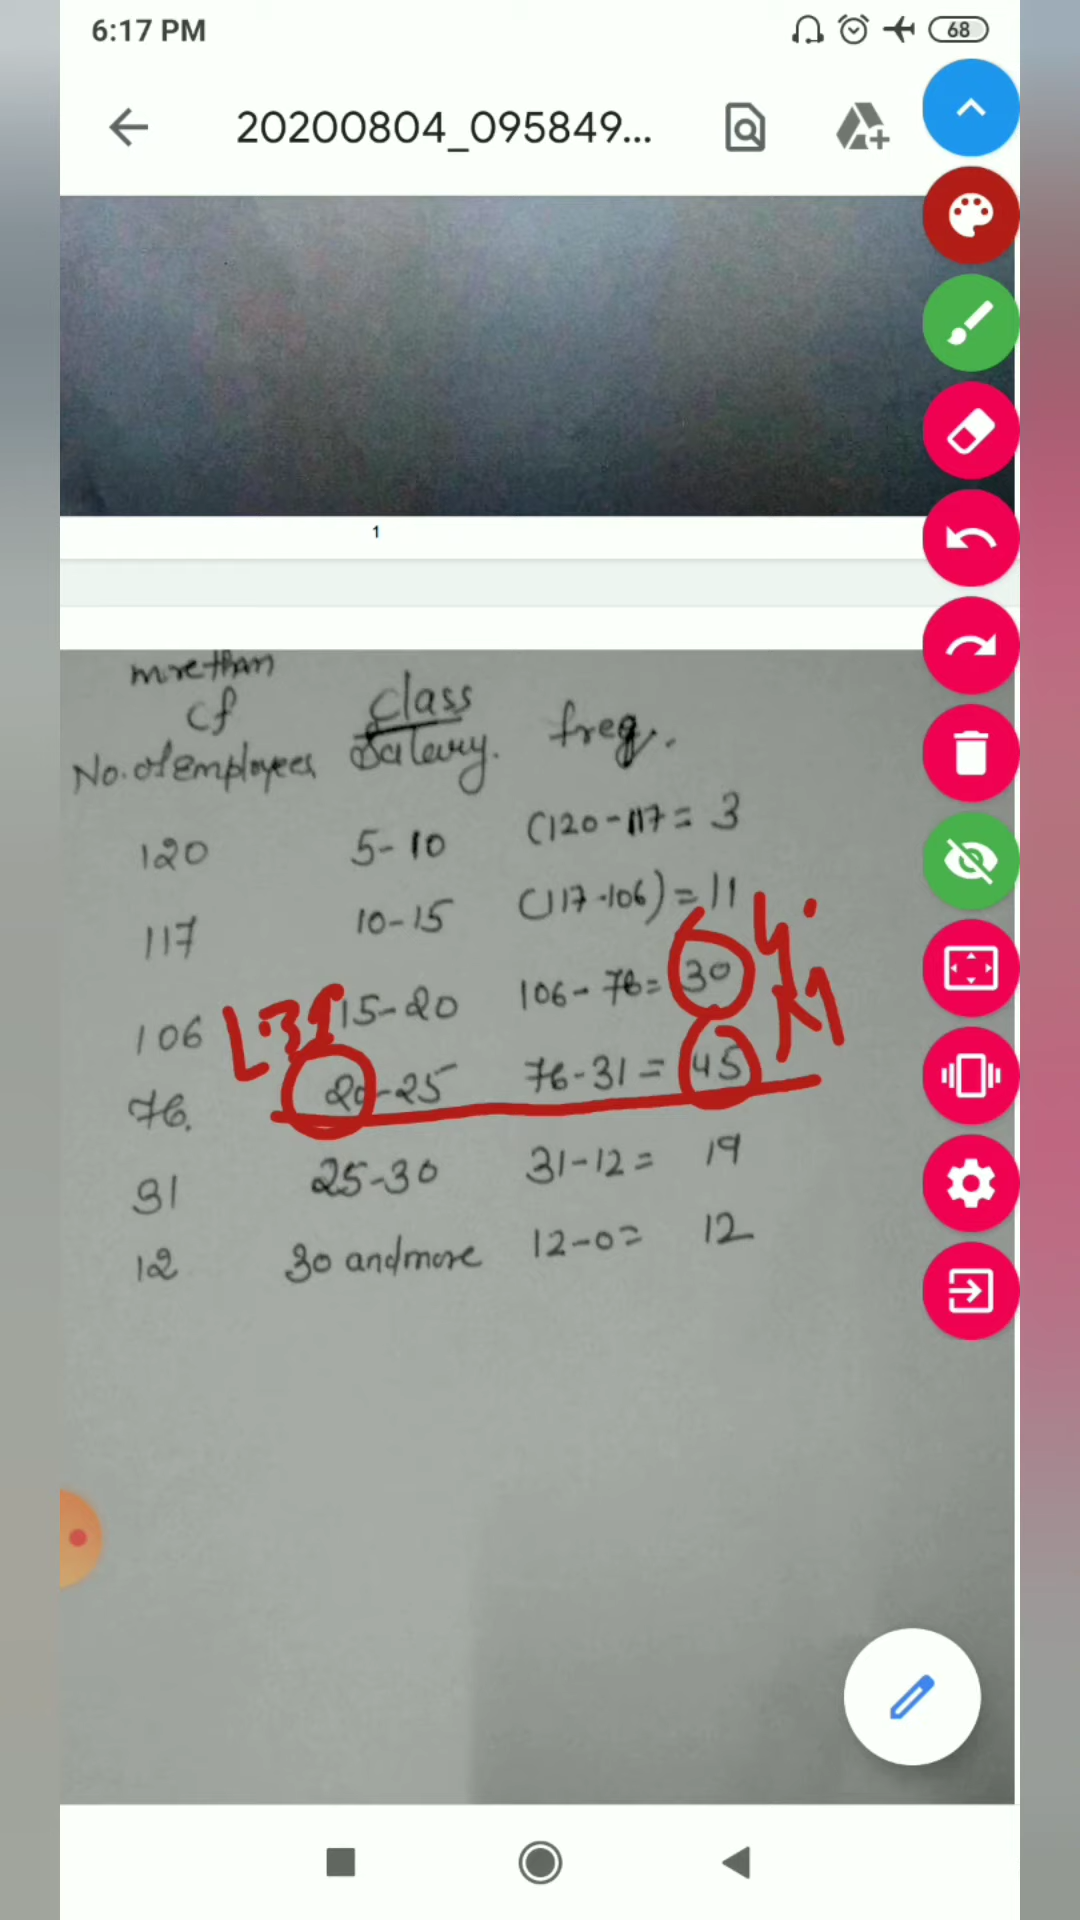 6:17 PM
68
20200804_095849...
1
more than
cf
No. of Employees
class
Salary.
freq.
120 5-10 (120-117= 3
117 10-15 (117-106)=11
106 15-20 106-76= 30
76. 20-25 76-31= 45
31 25-30 31-12= 19
12 30 and more 12-0= 12